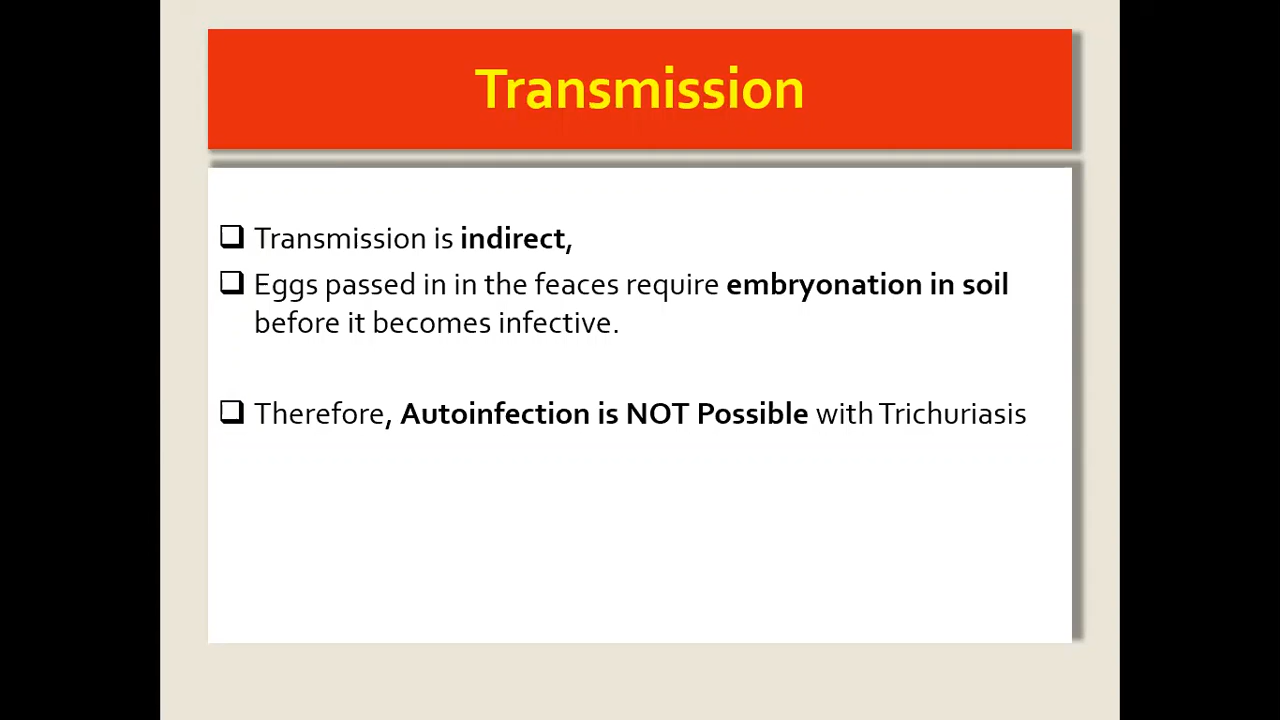 Transmission
Transmission is indirect,
Eggs passed in in the feaces require embryonation in soil
before it becomes infective.
Therefore, Autoinfection is NOT Possible with Trichuriasis